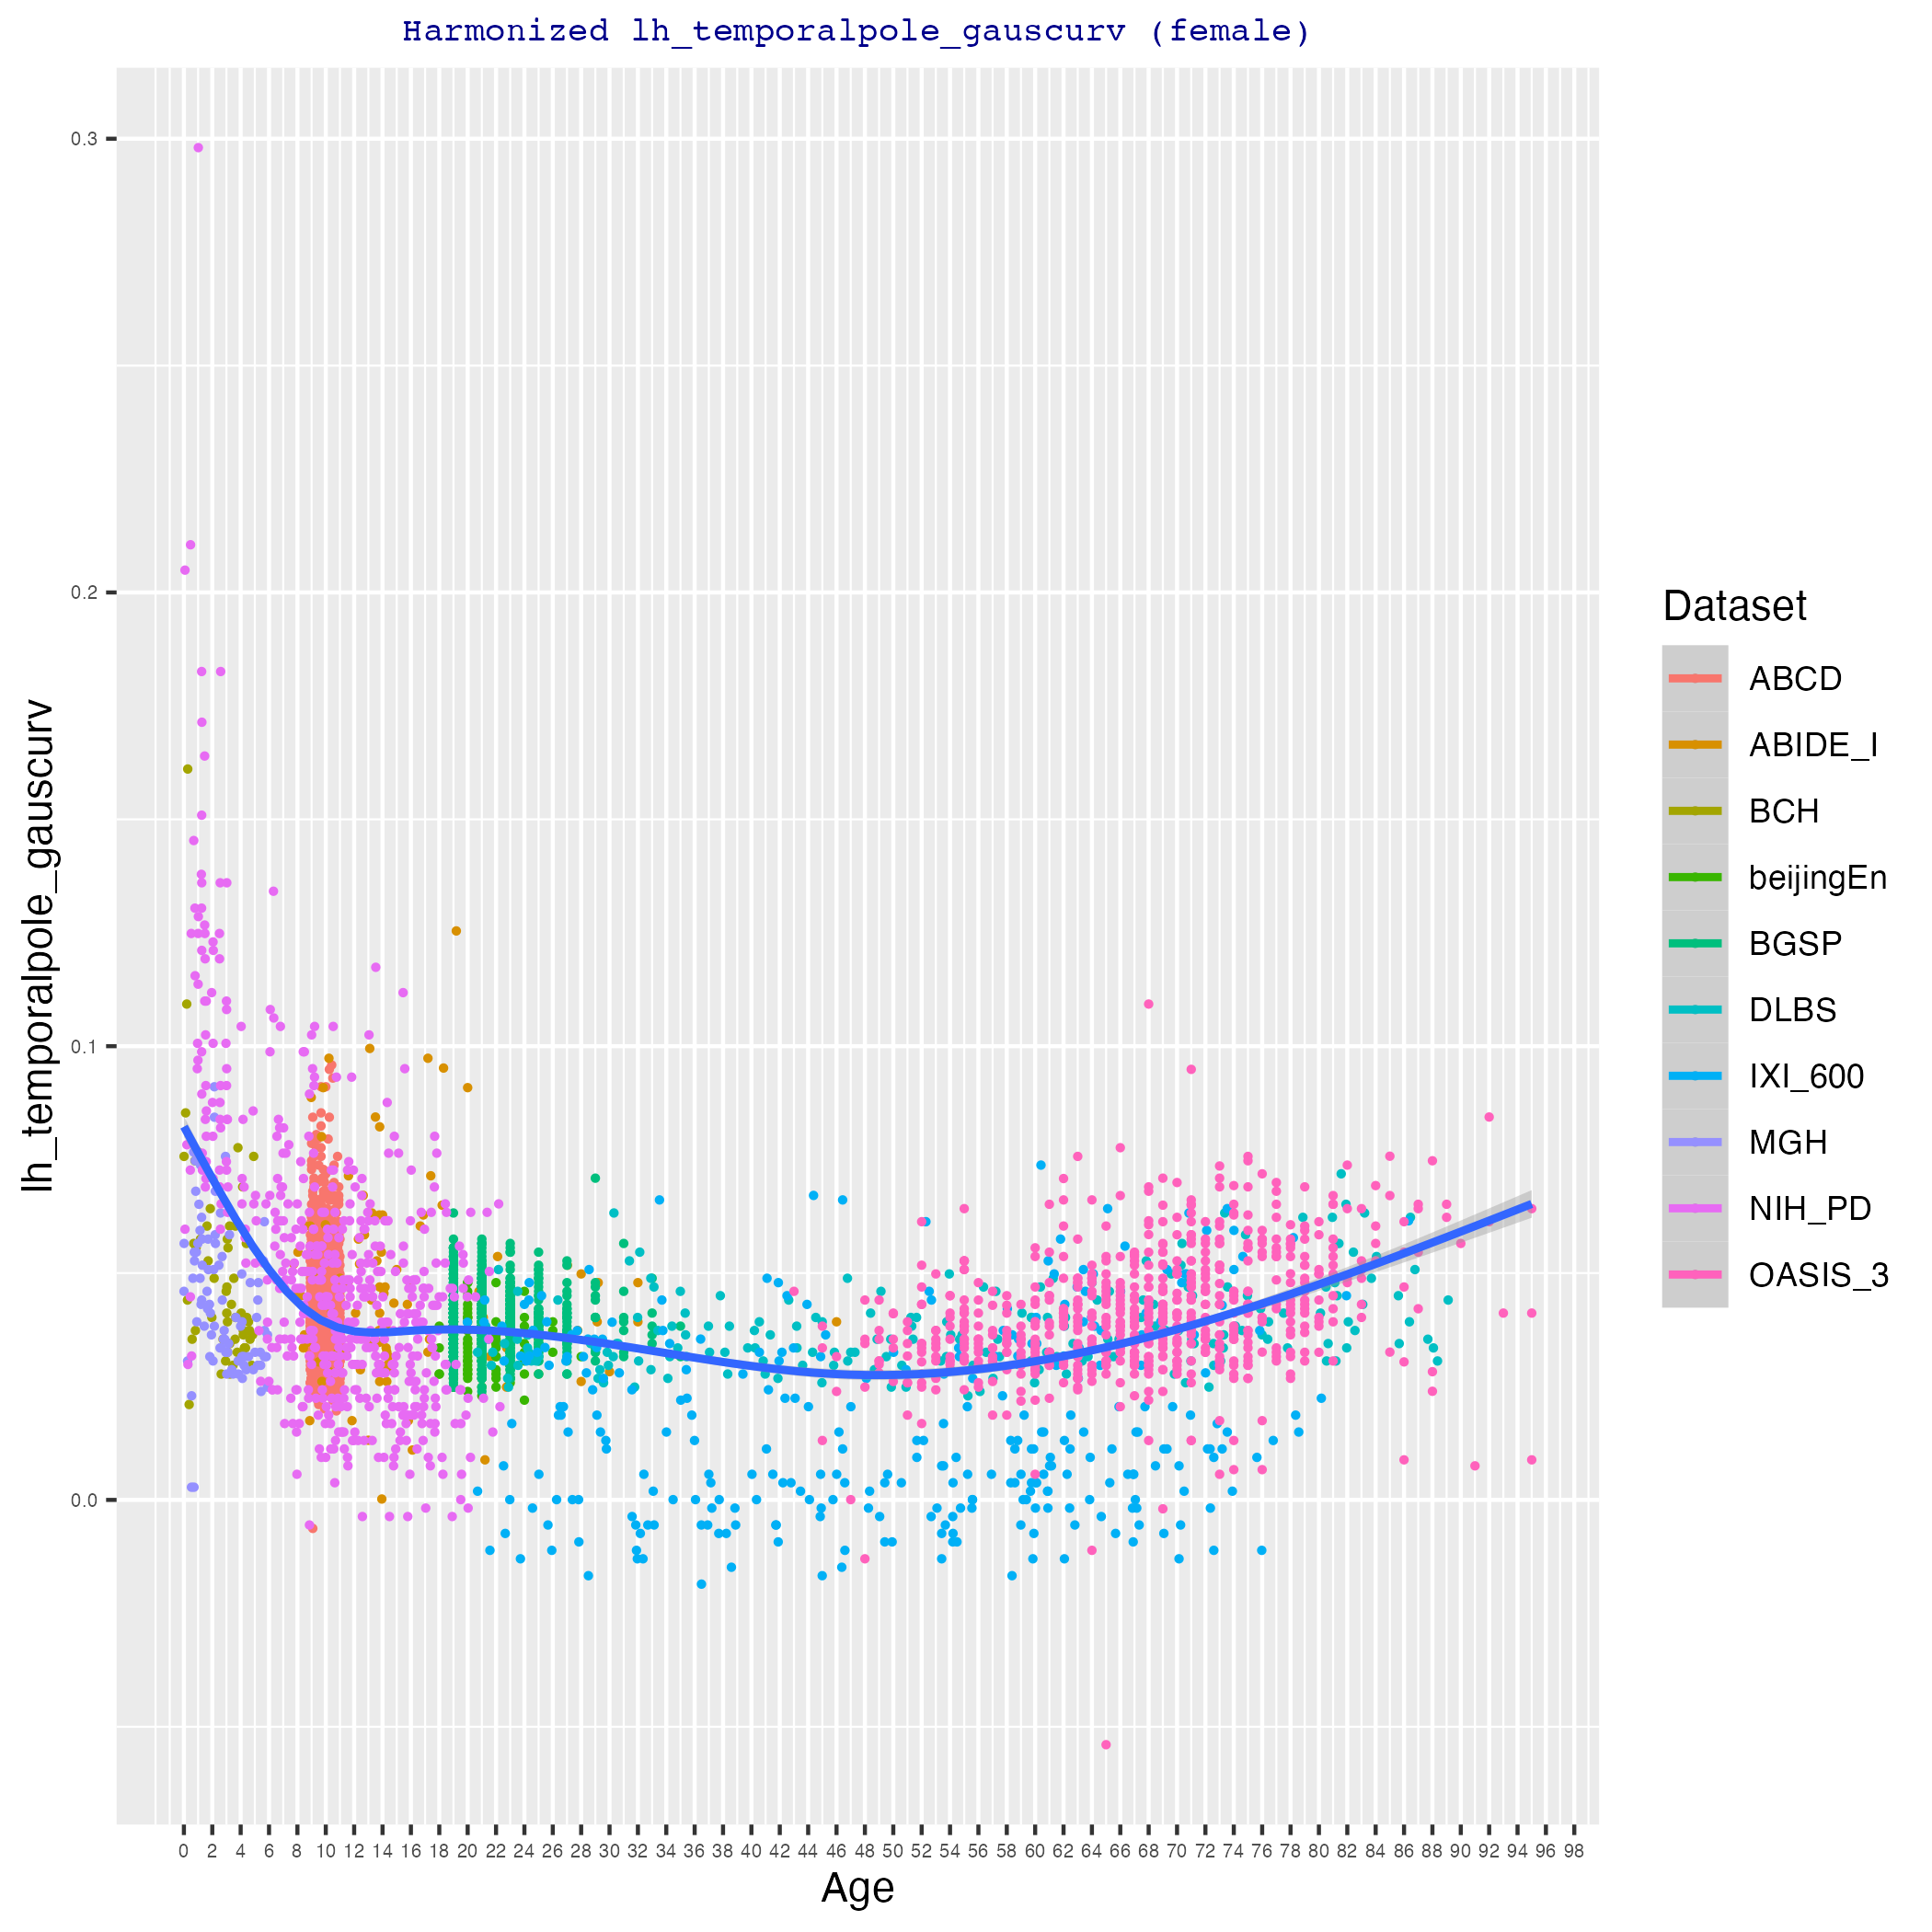 Harmonized lh_temporalpole_gauscurv (female)
lh_temporalpole_gauscurv
0.3
0.2
0.1
0.0
0 2 4 6 8 10 12 14 16 18 20 22 24 26 28 30 32 34 36 38 40 42 44 46 48 50 52 54 56 58 60 62 64 66 68 70 72 74 76 78 80 82 84 86 88 90 92 94 96 98
Age
Dataset
ABCD
ABIDE_I
BCH
beijingEn
BGSP
DLBS
IXI_600
MGH
NIH_PD
OASIS_3